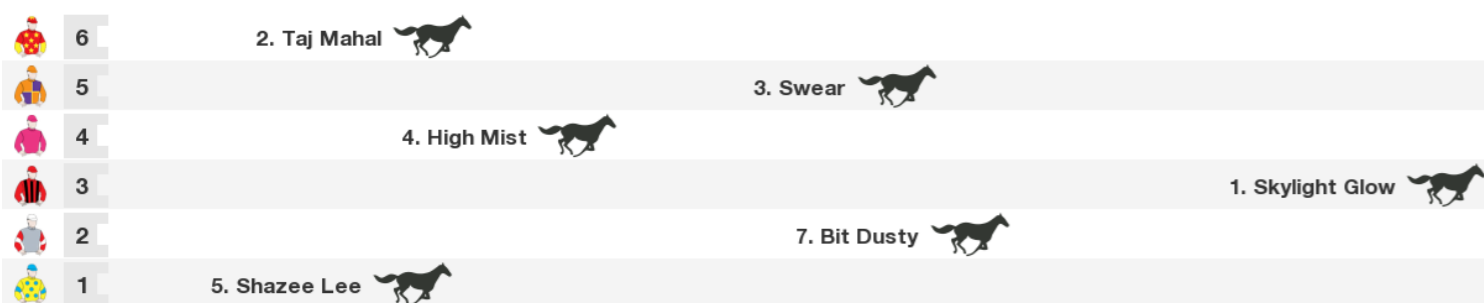 6 2. Taj Mahal
5 3. Swear
4 4. High Mist
3 1. Skylight Glow
2 7. Bit Dusty
1 5. Shazee Lee